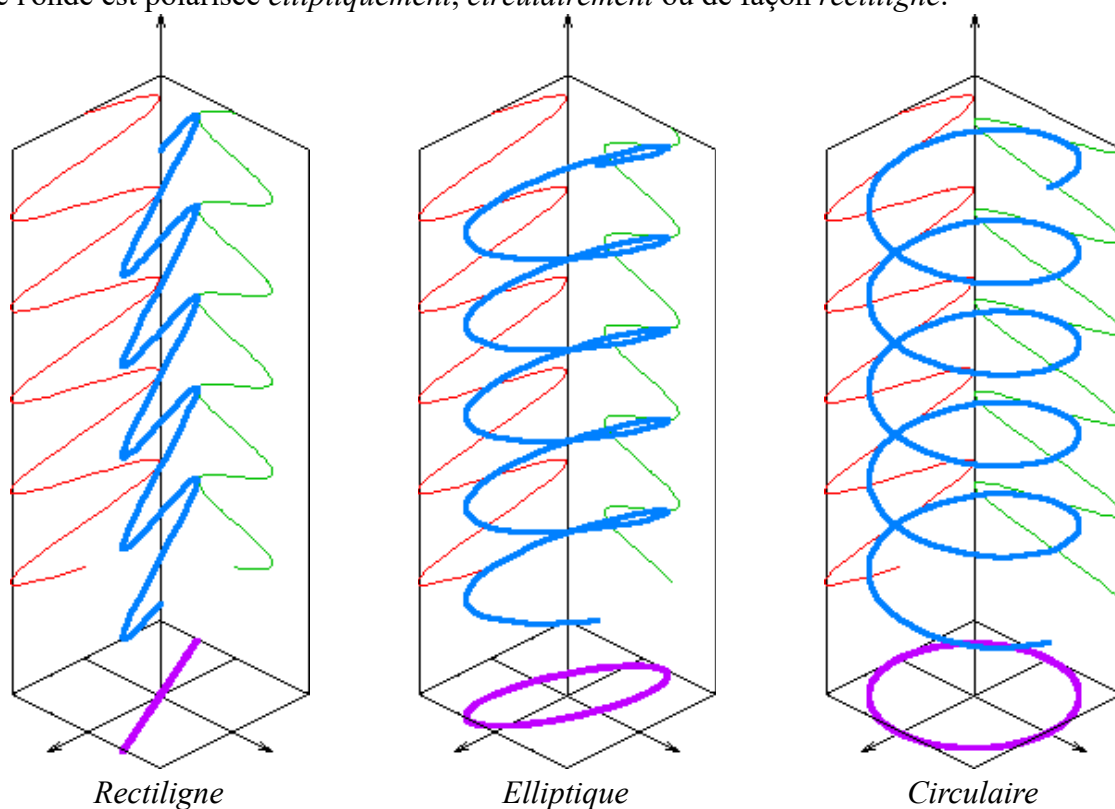 l'onde est polarisée elliptiquement, circulairement ou de façon rectiligne.
Rectiligne
Elliptique
Circulaire